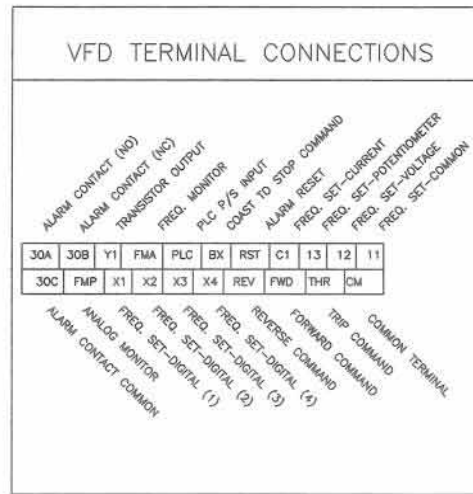 VFD TERMINAL CONNECTIONS
ALARM CONTACT (NO)
ALARM CONTACT (NC)
TRANSISTOR OUTPUT
FREQ. MONITOR
PLC P/S INPUT
COAST TO STOP COMMAND
ALARM RESET
FREQ. SET-CURRENT
FREQ. SET-POTENTIOMETER
FREQ. SET-VOLTAGE
FREQ. SET-COMMON
30A 30B Y1 FMA PLC BX RST C1 13 12 11
30C FMP X1 X2 X3 X4 REV FWD THR CM
ALARM CONTACT COMMON
ANALOG MONITOR
FREQ. SET-DIGITAL (1)
FREQ. SET-DIGITAL (2)
FREQ. SET-DIGITAL (3)
FREQ. SET-DIGITAL (4)
REVERSE COMMAND
FORWARD COMMAND
TRIP COMMAND
COMMON TERMINAL